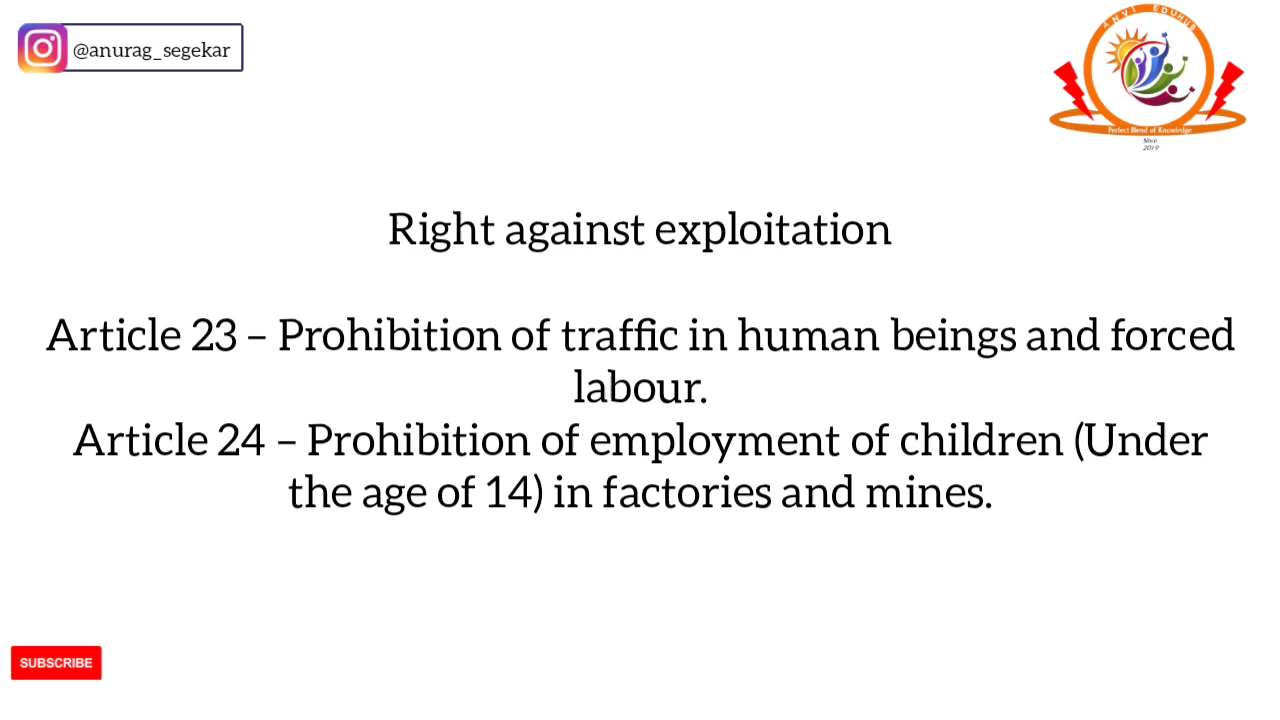 @anurag_segekar
ANVI EDUHUB
Perfect Blend of Knowledge
Since
2019
Right against exploitation
Article 23 – Prohibition of traffic in human beings and forced
labour.
Article 24 – Prohibition of employment of children (Under
the age of 14) in factories and mines.
SUBSCRIBE